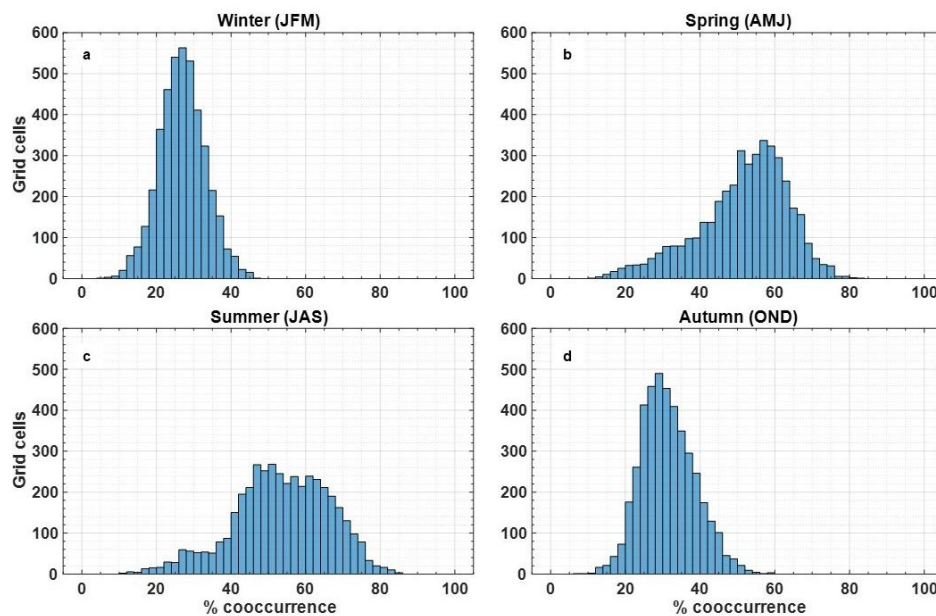 Winter (JFM)
a
Grid cells
600
500
400
300
200
100
0
0 20 40 60 80 100
Spring (AMJ)
b
600
500
400
300
200
100
0
0 20 40 60 80 100
Summer (JAS)
c
Grid cells
600
500
400
300
200
100
0
0 20 40 60 80 100
% cooccurrence
Autumn (OND)
d
600
500
400
300
200
100
0
0 20 40 60 80 100
% cooccurrence